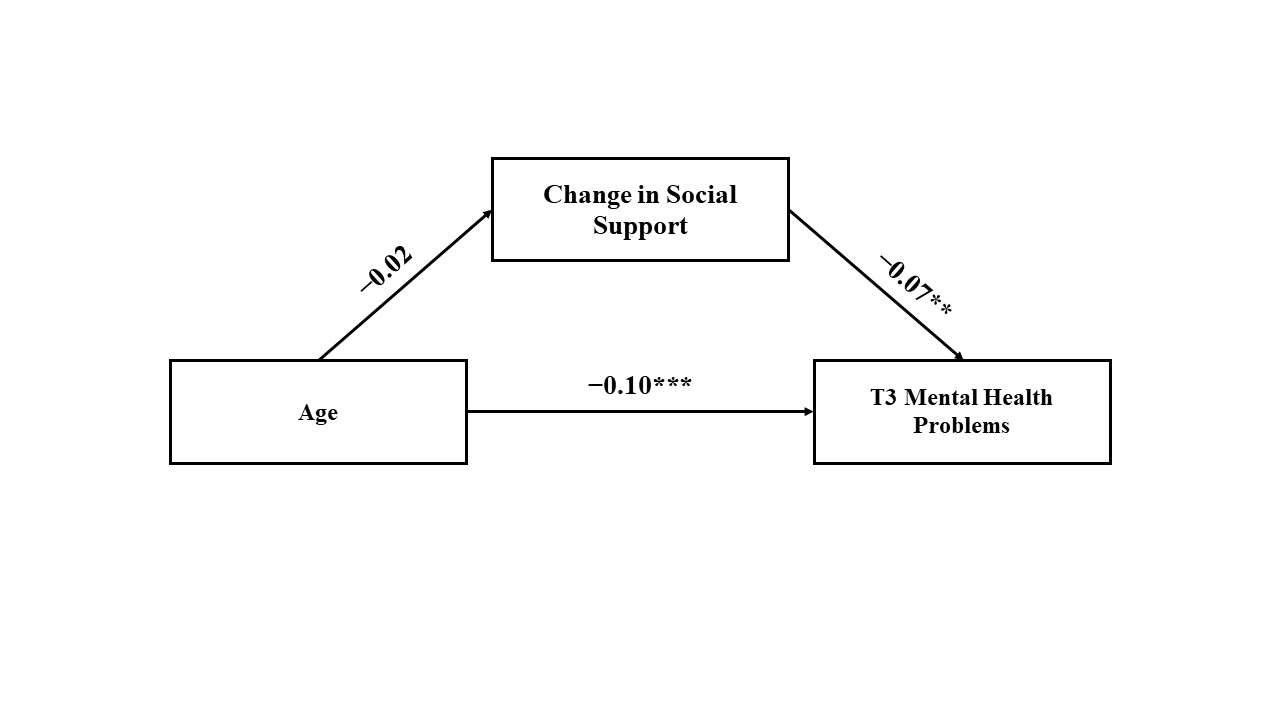 Change in Social
Support
−0.02
−0.07**
−0.10***
Age
T3 Mental Health
Problems